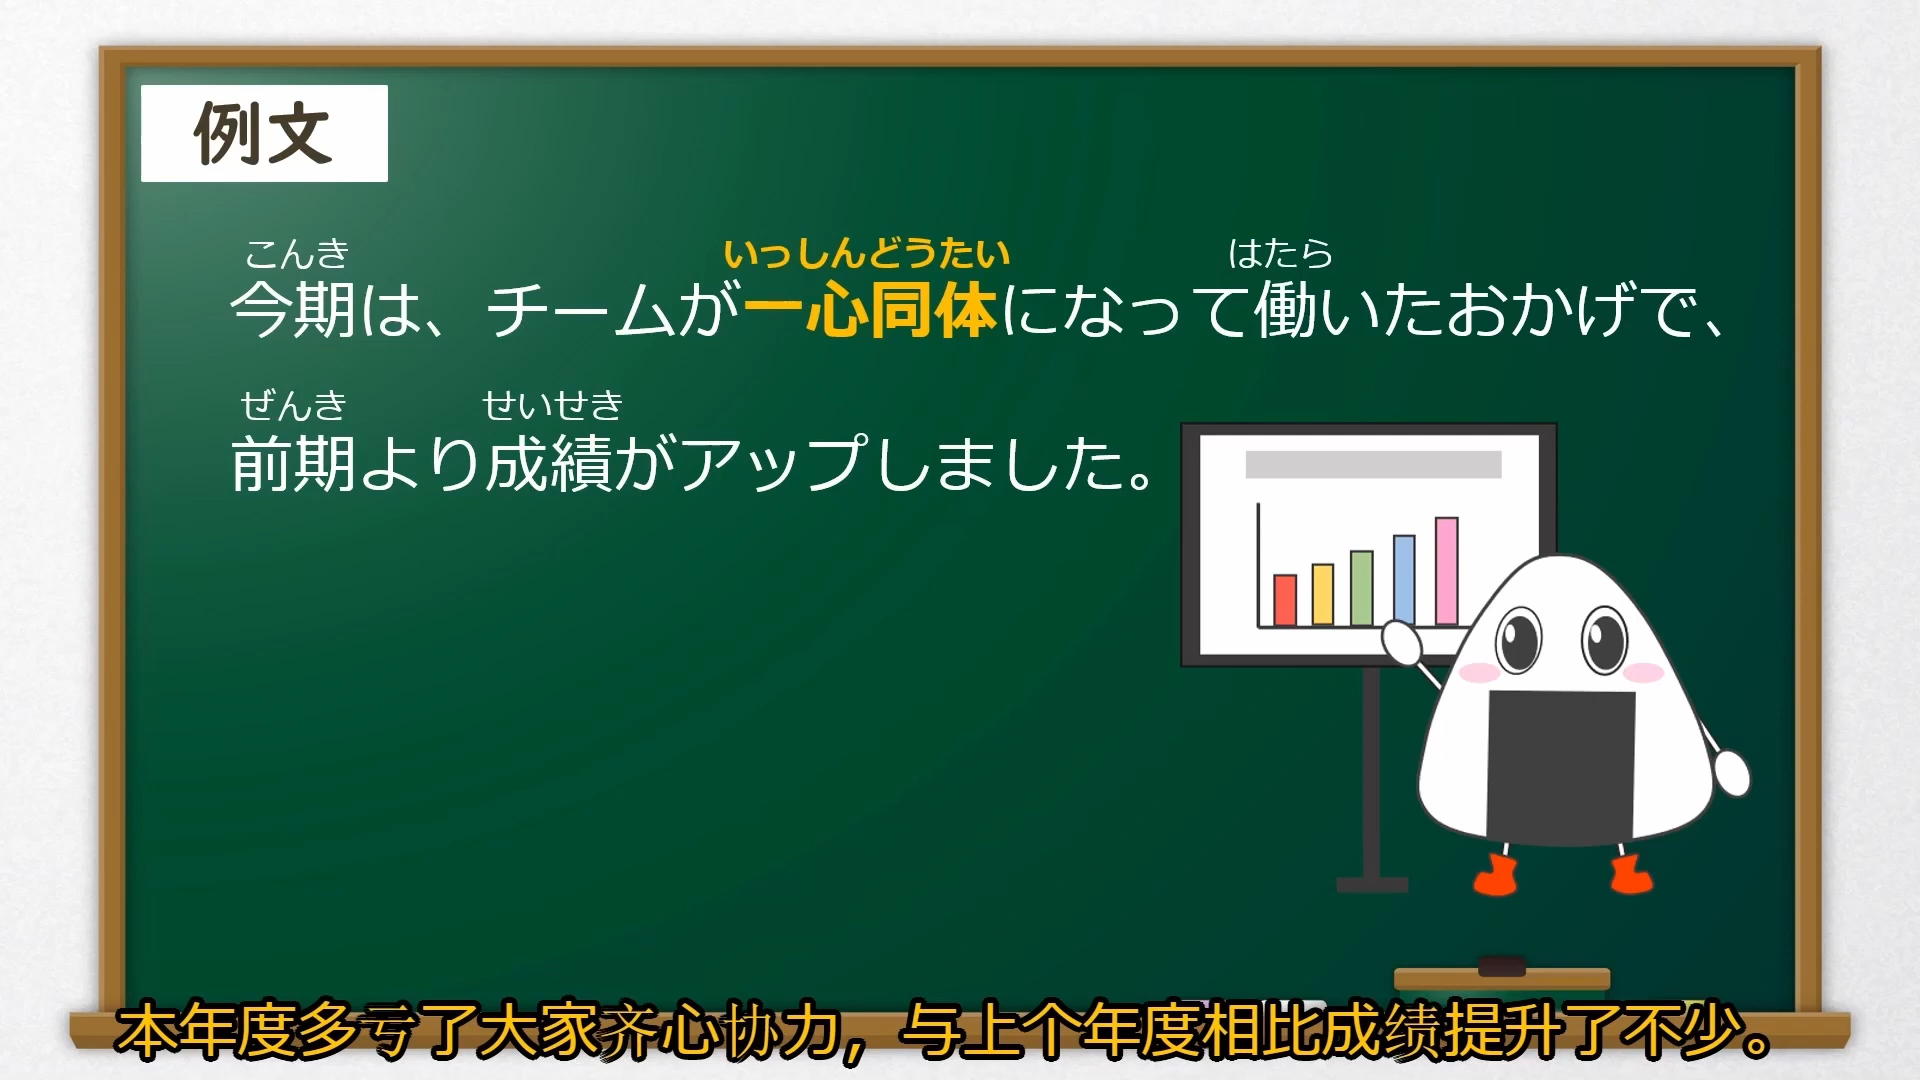 例文
こんき いっしんどうたい はたら
今期は、チームが一心同体になって働いたおかげで、
ぜんき せいせき
前期より成績がアップしました。
本年度多亏了大家齐心协力，与上个年度相比成绩提升了不少。